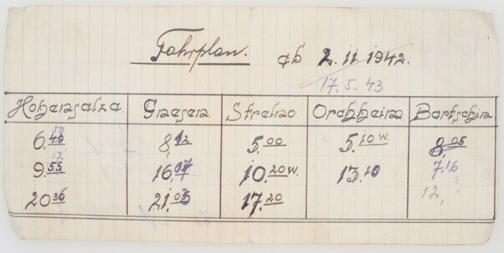 Fahrplan. ab 2.11.1942.
17.5.43
Hohensalza Gnesen Strelno Orchheim Bartschin
6.48 8,12 5.00 5.10 w. 8.05
9.55 16.07 10.20 w. 13.10 7.16
20.36 21.03 17.20 12, ?